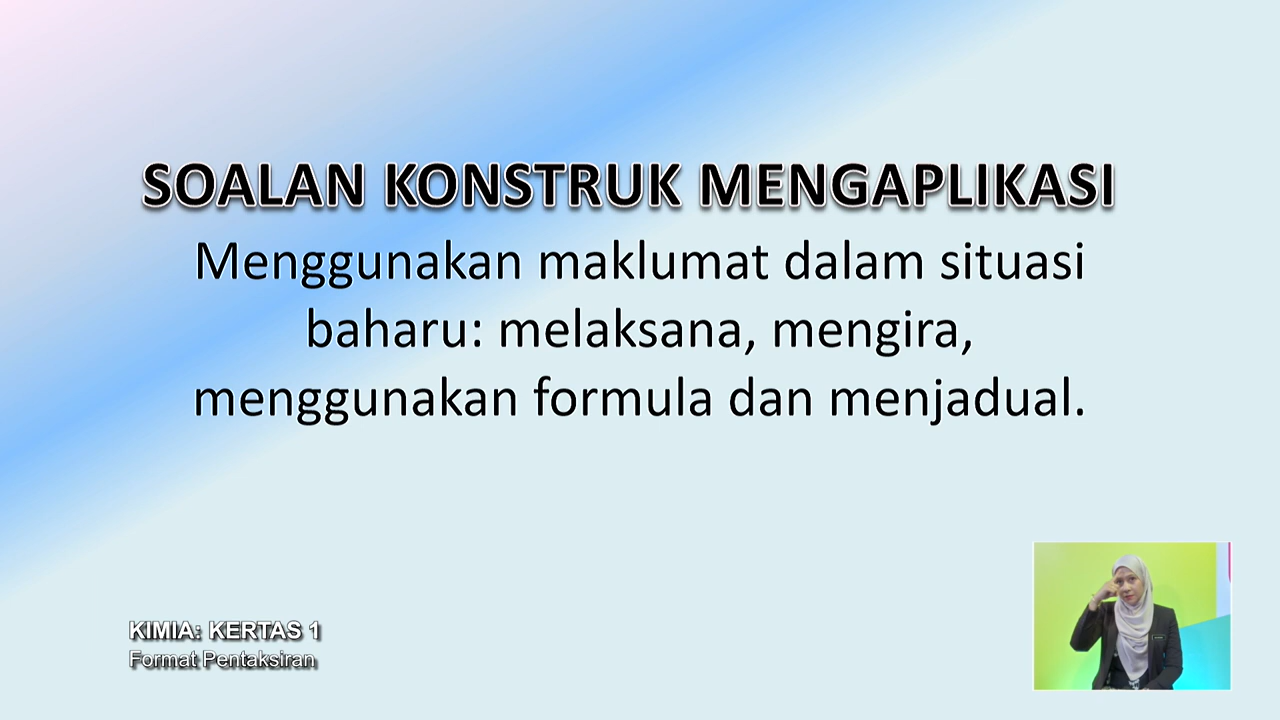 SOALAN KONSTRUK MENGAPLIKASI
Menggunakan maklumat dalam situasi
baharu: melaksana, mengira,
menggunakan formula dan menjadual.
KIMIA: KERTAS 1
Format Pentaksiran